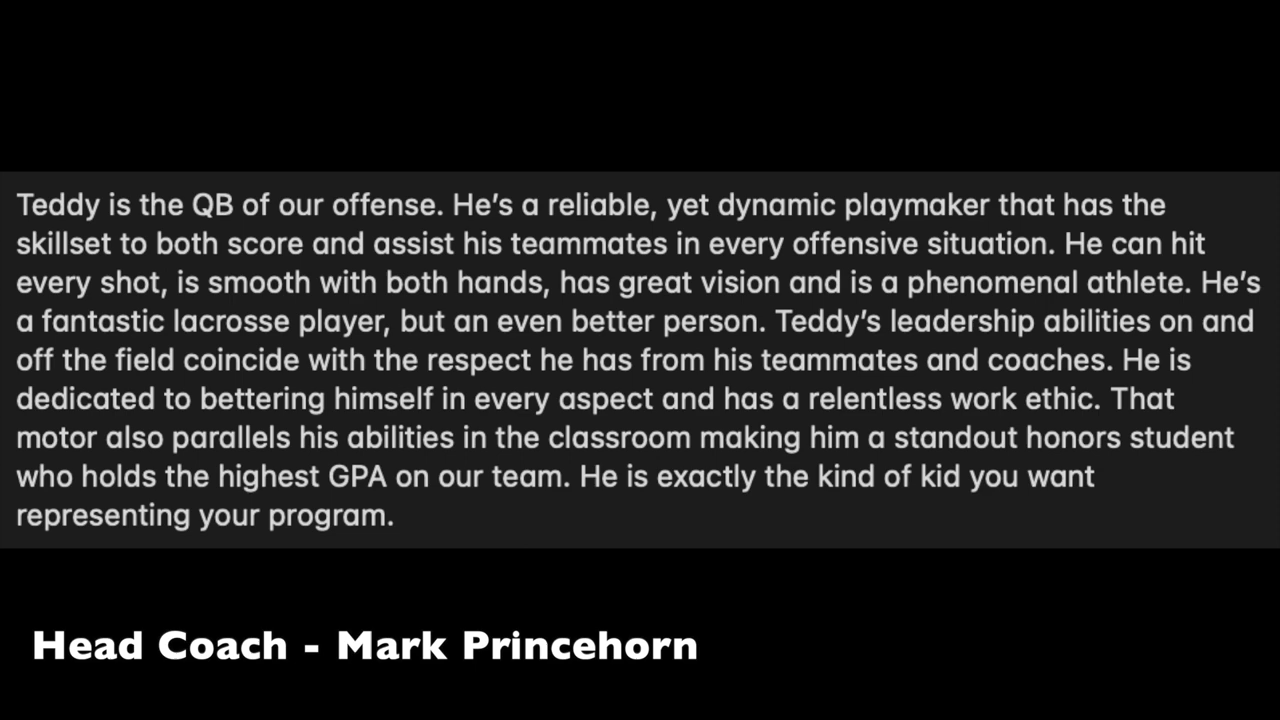 Teddy is the QB of our offense. He’s a reliable, yet dynamic playmaker that has the
skillset to both score and assist his teammates in every offensive situation. He can hit
every shot, is smooth with both hands, has great vision and is a phenomenal athlete. He’s
a fantastic lacrosse player, but an even better person. Teddy’s leadership abilities on and
off the field coincide with the respect he has from his teammates and coaches. He is
dedicated to bettering himself in every aspect and has a relentless work ethic. That
motor also parallels his abilities in the classroom making him a standout honors student
who holds the highest GPA on our team. He is exactly the kind of kid you want
representing your program.
Head Coach - Mark Princehorn